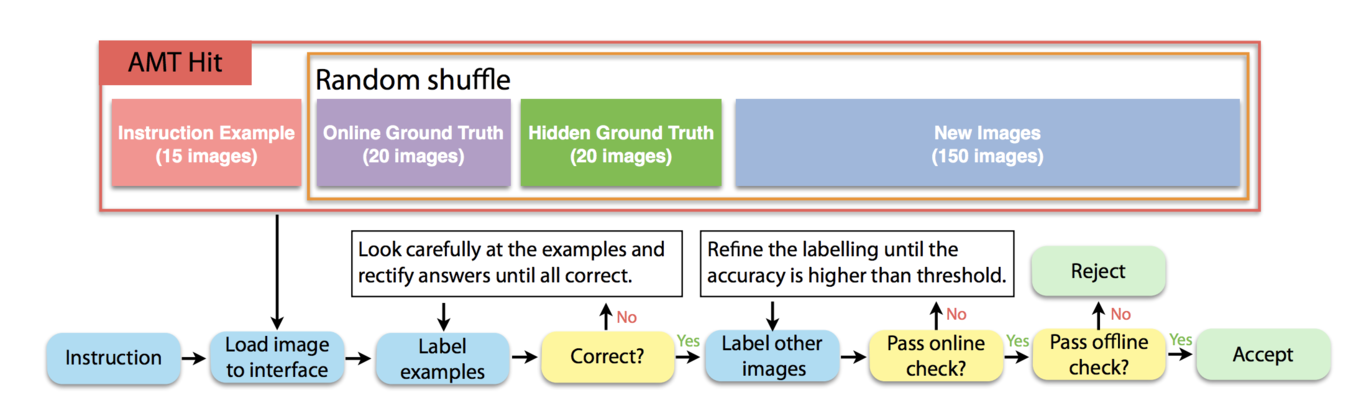 AMT Hit
Random shuffle
Instruction Example
(15 images)
Online Ground Truth
(20 images)
Hidden Ground Truth
(20 images)
New Images
(150 images)
Look carefully at the examples and
rectify answers until all correct.
Refine the labelling until the
accuracy is higher than threshold.
Reject
No
No
No
Instruction
Load image
to interface
Label
examples
Correct?
Yes
Label other
images
Pass online
check?
Yes
Pass offline
check?
Yes
Accept